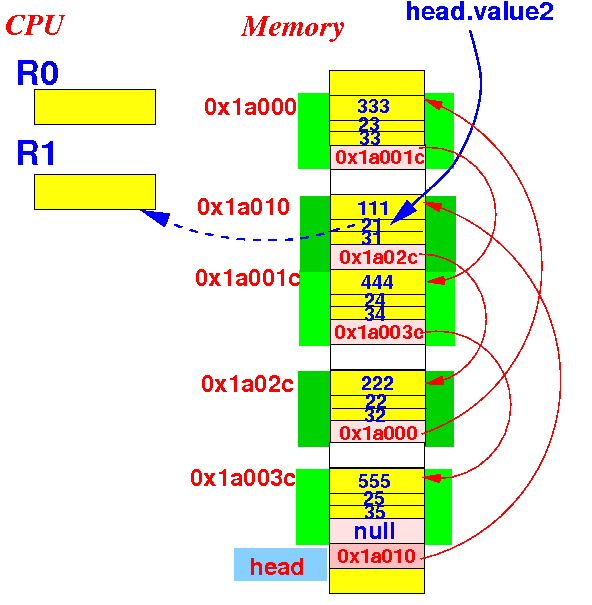 head.value2
CPU
Memory
R0
R1
0x1a000
333
23
33
0x1a001c
0x1a010
111
21
31
0x1a02c
0x1a001c
444
24
34
0x1a003c
0x1a02c
222
22
32
0x1a000
0x1a003c
555
25
35
null
head
0x1a010